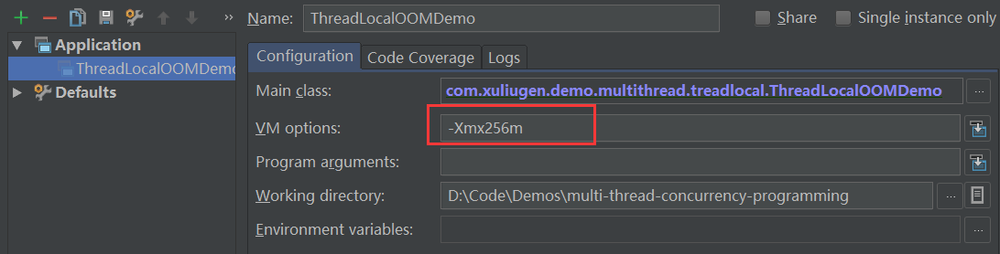 Name: ThreadLocalOOMDemo Share Single instance only
Application
ThreadLocalOOMDemo
Defaults
Configuration Code Coverage Logs
Main class: com.xuliugen.demo.multithread.treadlocal.ThreadLocalOOMDemo ...
VM options: -Xmx256m
Program arguments:
Working directory: D:\Code\Demos\multi-thread-concurrency-programming ...
Environment variables: ...